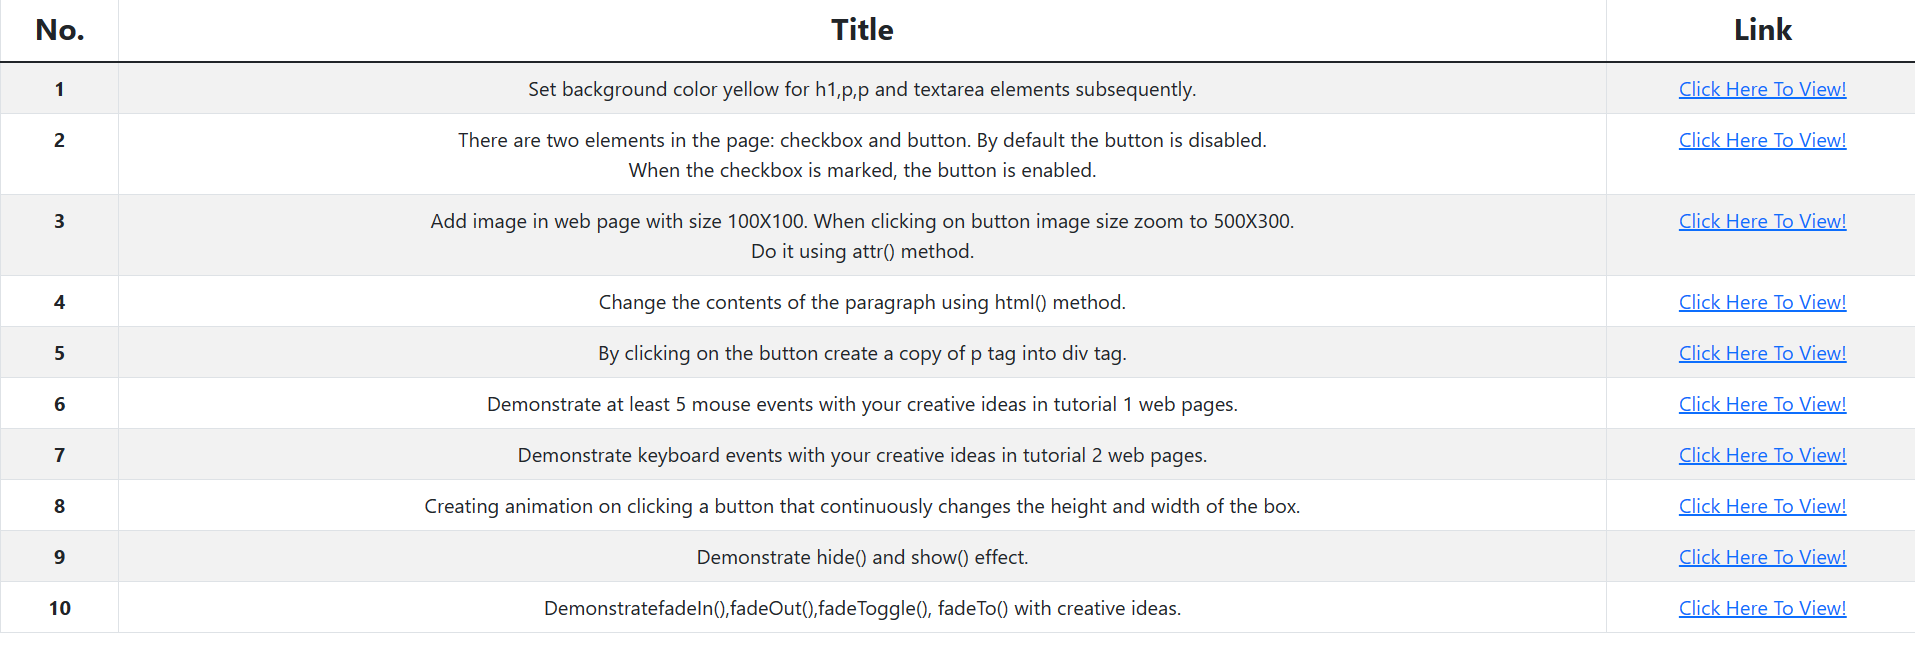 No. Title Link
1 Set background color yellow for h1,p,p and textarea elements subsequently. Click Here To View!
2 There are two elements in the page: checkbox and button. By default the button is disabled. Click Here To View!
When the checkbox is marked, the button is enabled.
3 Add image in web page with size 100X100. When clicking on button image size zoom to 500X300. Click Here To View!
Do it using attr() method.
4 Change the contents of the paragraph using html() method. Click Here To View!
5 By clicking on the button create a copy of p tag into div tag. Click Here To View!
6 Demonstrate at least 5 mouse events with your creative ideas in tutorial 1 web pages. Click Here To View!
7 Demonstrate keyboard events with your creative ideas in tutorial 2 web pages. Click Here To View!
8 Creating animation on clicking a button that continuously changes the height and width of the box. Click Here To View!
9 Demonstrate hide() and show() effect. Click Here To View!
10 DemonstratefadeIn(),fadeOut(),fadeToggle(), fadeTo() with creative ideas. Click Here To View!